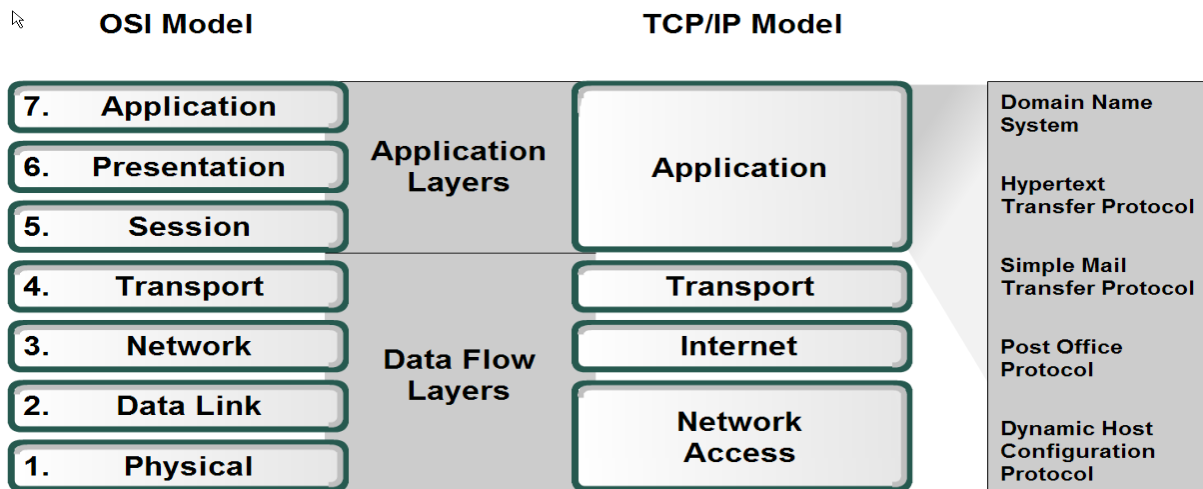 OSI Model
TCP/IP Model
7. Application
6. Presentation
5. Session
4. Transport
3. Network
2. Data Link
1. Physical
Application
Layers
Data Flow
Layers
Application
Transport
Internet
Network
Access
Domain Name
System
Hypertext
Transfer Protocol
Simple Mail
Transfer Protocol
Post Office
Protocol
Dynamic Host
Configuration
Protocol